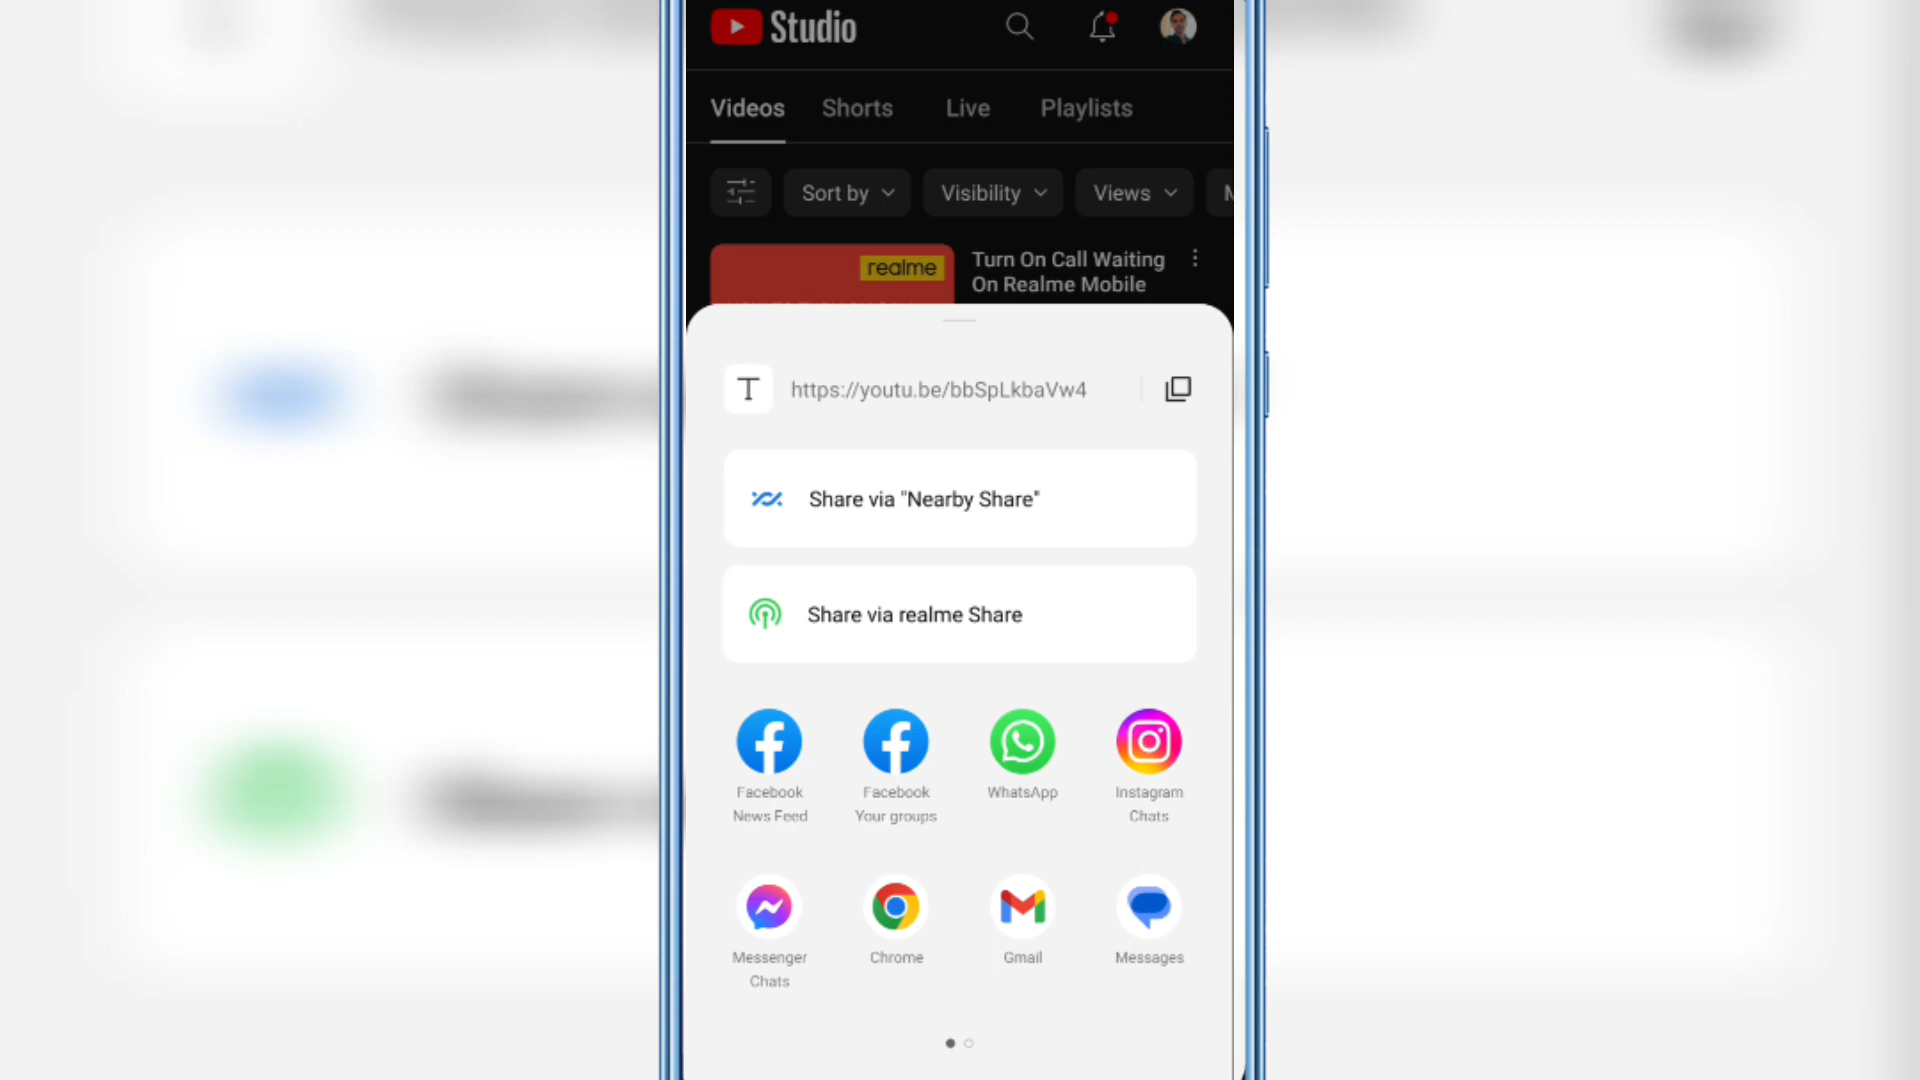 Studio
Videos Shorts Live Playlists
Sort by Visibility Views M
realme
Turn On Call Waiting
On Realme Mobile
T https://youtu.be/bbSpLkbaVw4
Share via "Nearby Share"
Share via realme Share
Facebook
News Feed
Facebook
Your groups
WhatsApp
Instagram
Chats
Messenger
Chats
Chrome
Gmail
Messages